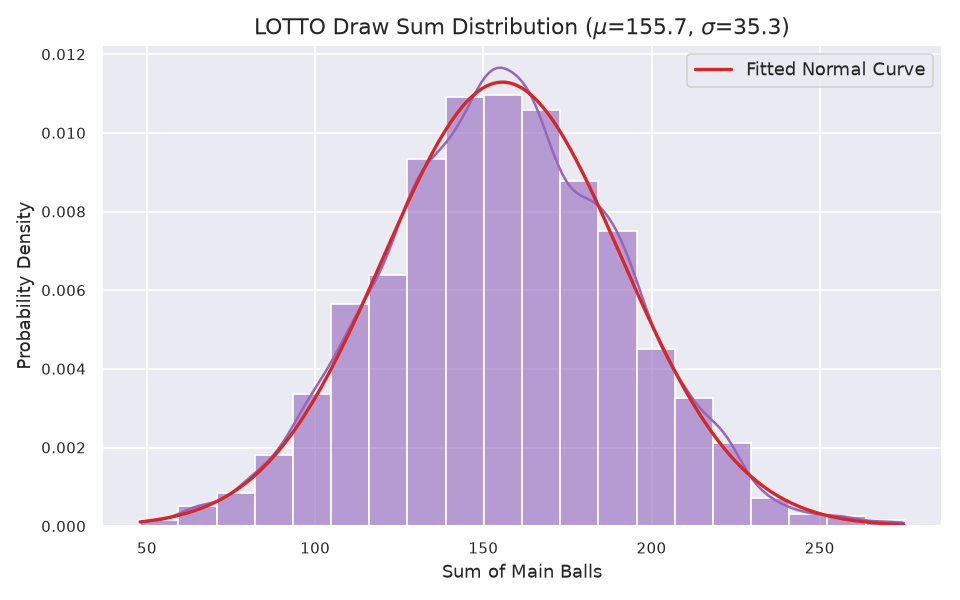 LOTTO Draw Sum Distribution (μ=155.7, σ=35.3)
Fitted Normal Curve
Probability Density
0.012
0.010
0.008
0.006
0.004
0.002
0.000
50 100 150 200 250
Sum of Main Balls